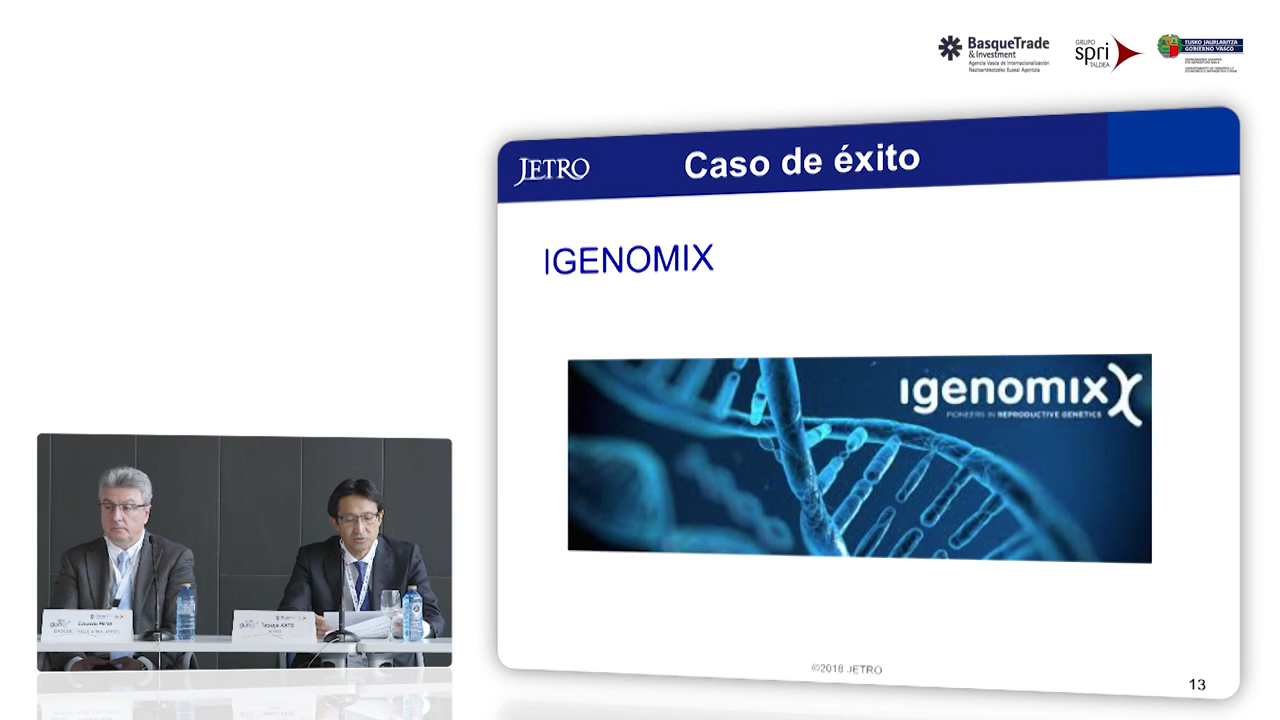 BasqueTrade
& Investment
Agencia Vasca de Internacionalización
Nazioartekotzeko Euskal Agentzia
GRUPO
spri
TALDEA
EUSKO JAURLARITZA
GOBIERNO VASCO
JETRO
Caso de éxito
IGENOMIX
igenomix
PIONEERS IN REPRODUCTIVE GENETICS
©2018 JETRO
13